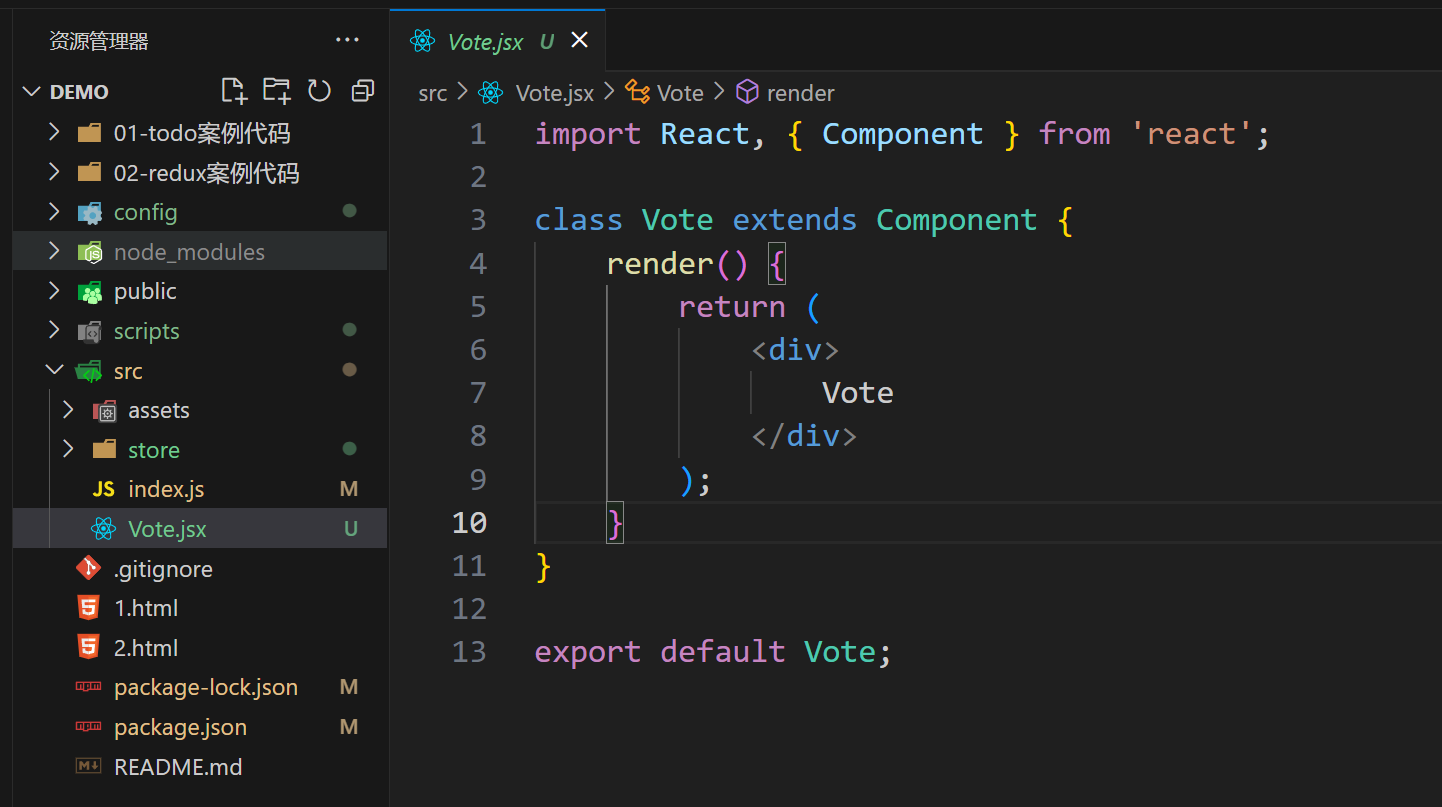 资源管理器
DEMO
01-todo案例代码
02-redux案例代码
config
node_modules
public
scripts
src
assets
store
JS index.js M
Vote.jsx U
.gitignore
1.html
2.html
package-lock.json M
package.json M
README.md
Vote.jsx U
src > Vote.jsx > Vote > render
1 import React, { Component } from 'react';
2
3 class Vote extends Component {
4 render() {
5 return (
6 <div>
7 Vote
8 </div>
9 );
10 }
11 }
12
13 export default Vote;